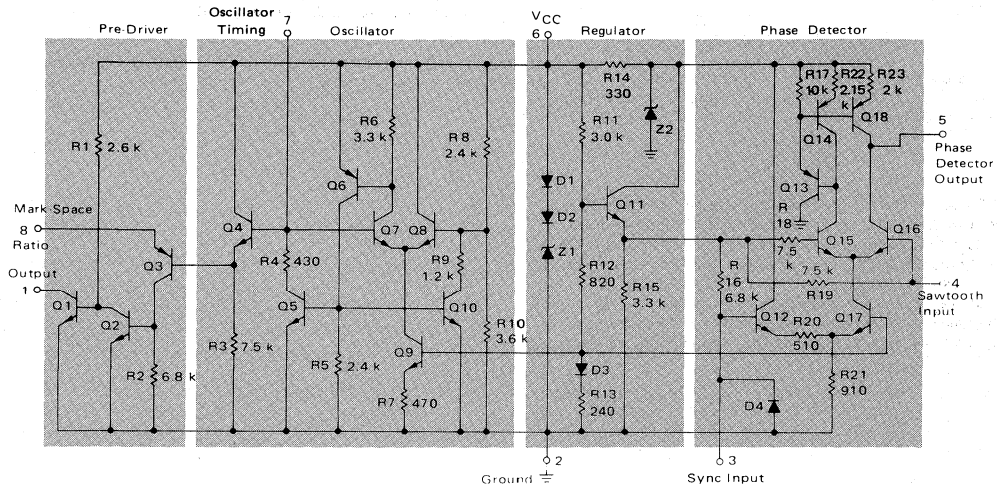 Pre-Driver
Oscillator
Timing
7
Oscillator
VCC
6
Regulator
Phase Detector
R1
2.6 k
R6
3.3 k
R8
2.4 k
R14
330
R11
3.0 k
Z2
R17
10k
R22
2.15
k
R23
2 k
Q18
Q14
5
Phase
Detector
Output
Q6
D1
D2
Z1
Q11
Q13
R
18
Mark-Space
8
Ratio
Q4
Q7
Q8
Q15
Q16
Q3
R4
430
R9
1.2 k
R12
820
R15
3.3 k
7.5
k
7.5 k
R19
R
16
6.8 k
4
Sawtooth
Input
Output
1
Q1
Q2
Q5
Q10
Q12
Q17
R20
510
R3
7.5 k
R10
3.6 k
R2
6.8 k
R5
2.4 k
Q9
R7
470
D3
R13
240
R21
910
D4
2
Ground
3
Sync Input